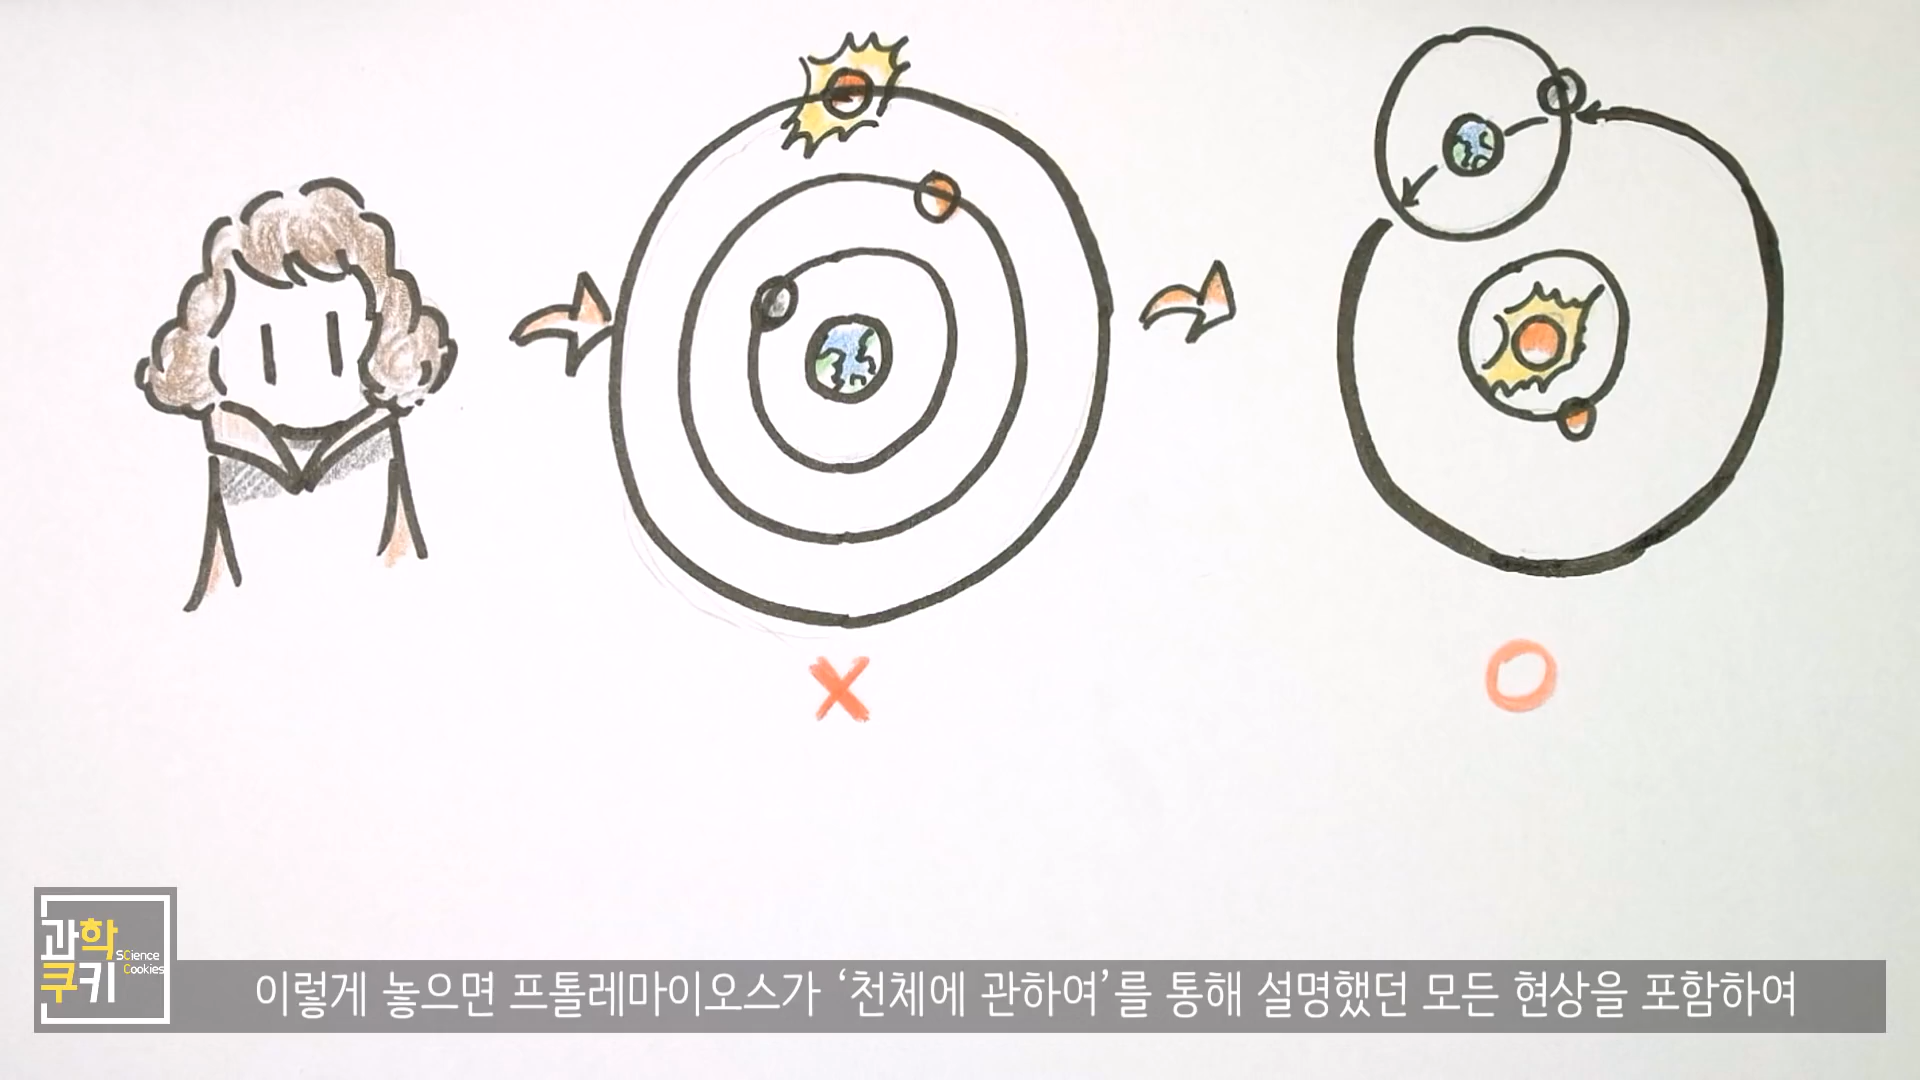 과학
쿠키
Science
Cookies
이렇게 놓으면 프톨레마이오스가 ‘천체에 관하여’를 통해 설명했던 모든 현상을 포함하여
X
O